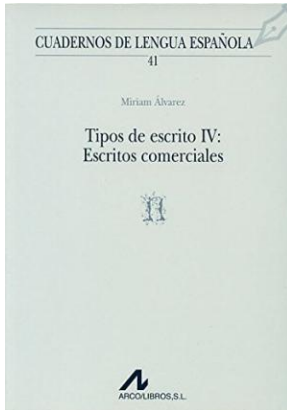 CUADERNOS DE LENGUA ESPAÑOLA
41
Miriam Álvarez
Tipos de escrito IV:
Escritos comerciales
ñ
ARCO/LIBROS, S.L.